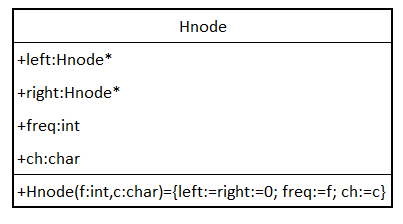 Hnode
+left:Hnode*
+right:Hnode*
+freq:int
+ch:char
+Hnode(f:int,c:char)={left:=right:=0; freq:=f; ch:=c}